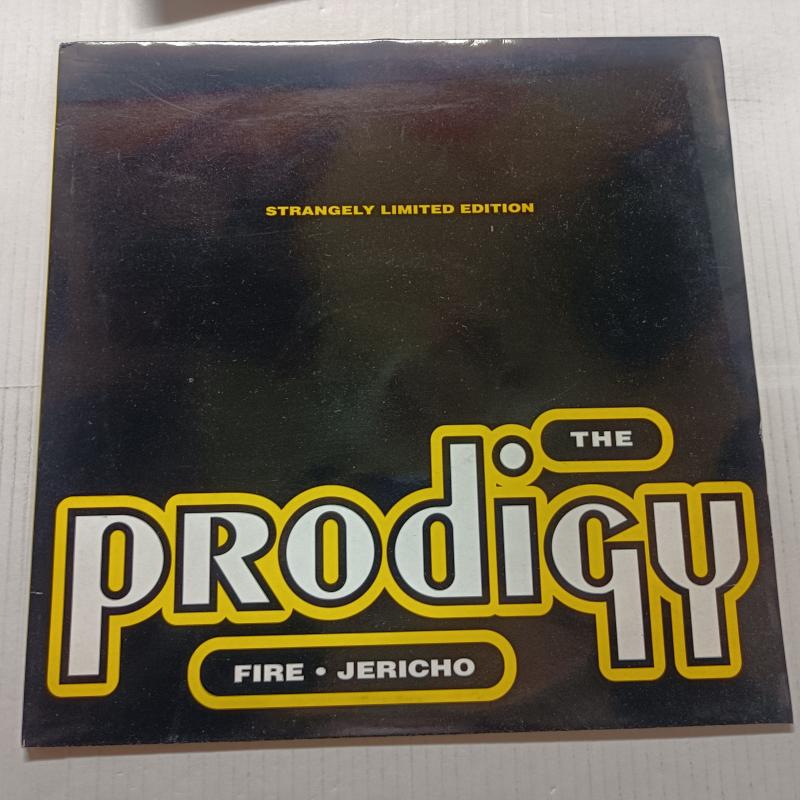 STRANGELY LIMITED EDITION
THE
PRODIGY
FIRE • JERICHO